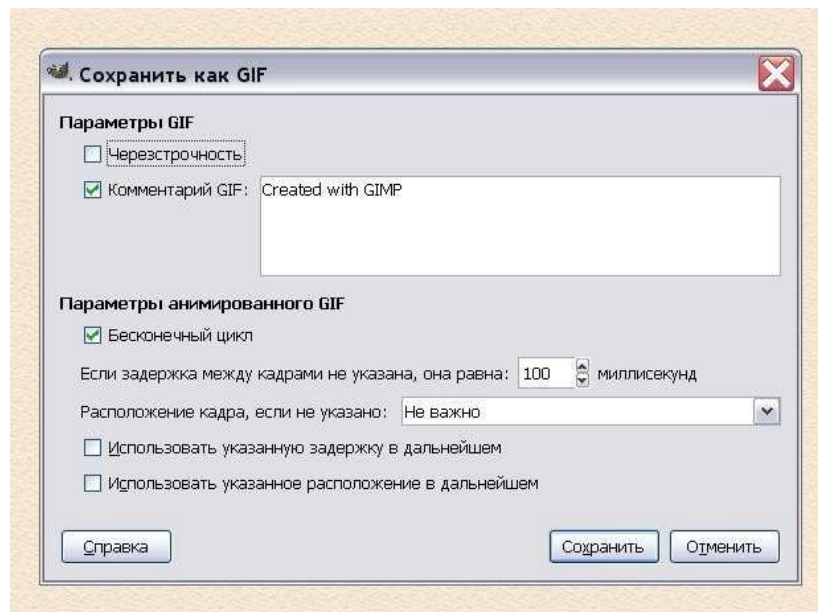 Сохранить как GIF
Параметры GIF
Черезстрочность
Комментарий GIF: Created with GIMP
Параметры анимированного GIF
Бесконечный цикл
Если задержка между кадрами не указана, она равна: 100 миллисекунд
Расположение кадра, если не указано: Не важно
Использовать указанную задержку в дальнейшем
Использовать указанное расположение в дальнейшем
Справка Сохранить Отменить